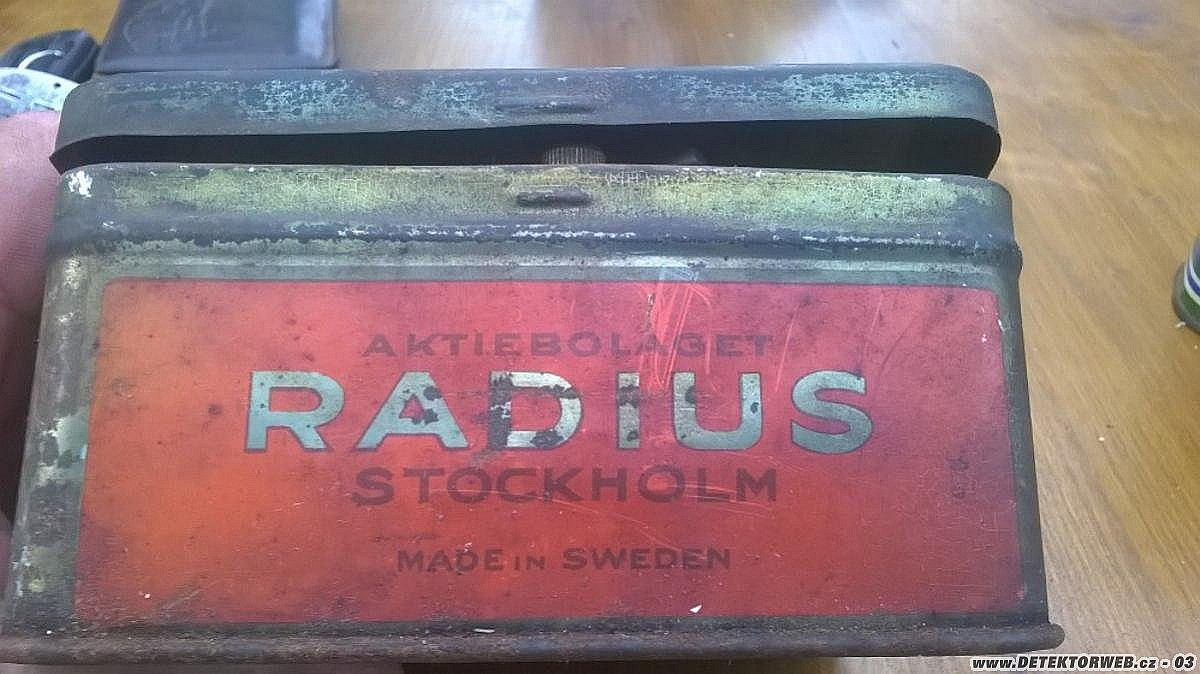 AKTIEBOLAGET
RADIUS
STOCKHOLM
MADE IN SWEDEN
www.DETEKTORWEB.cz - 03